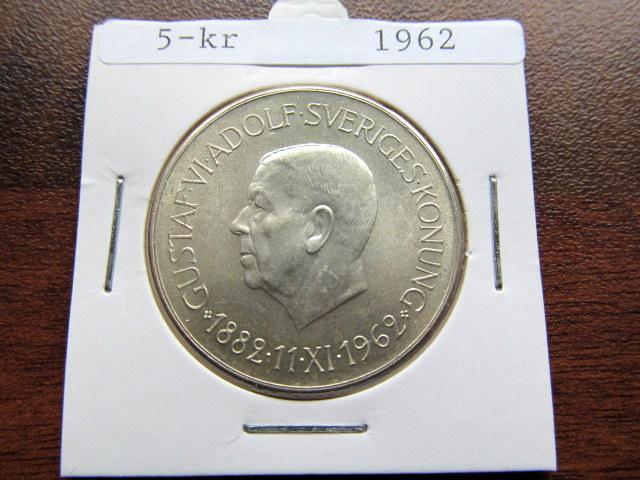 5-kr 1962
GUSTAF·VI·ADOLF·SVERIGES·KONUNG
*1882·11·XI·1962*